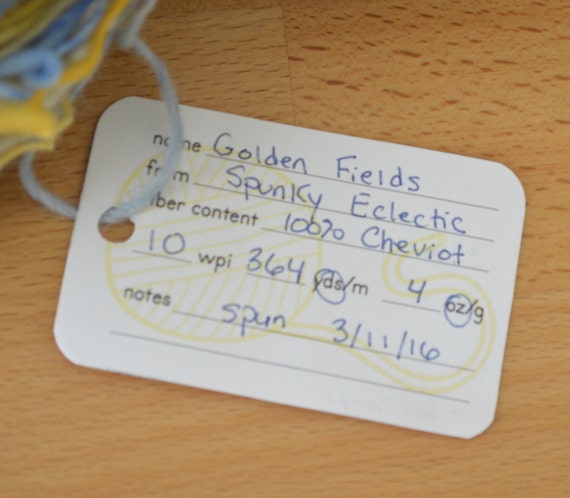 name Golden Fields
from Spunky Eclectic
fiber content 100% Cheviot
10 wpi 364 yds/m 4 oz/g
notes spun 3/11/16